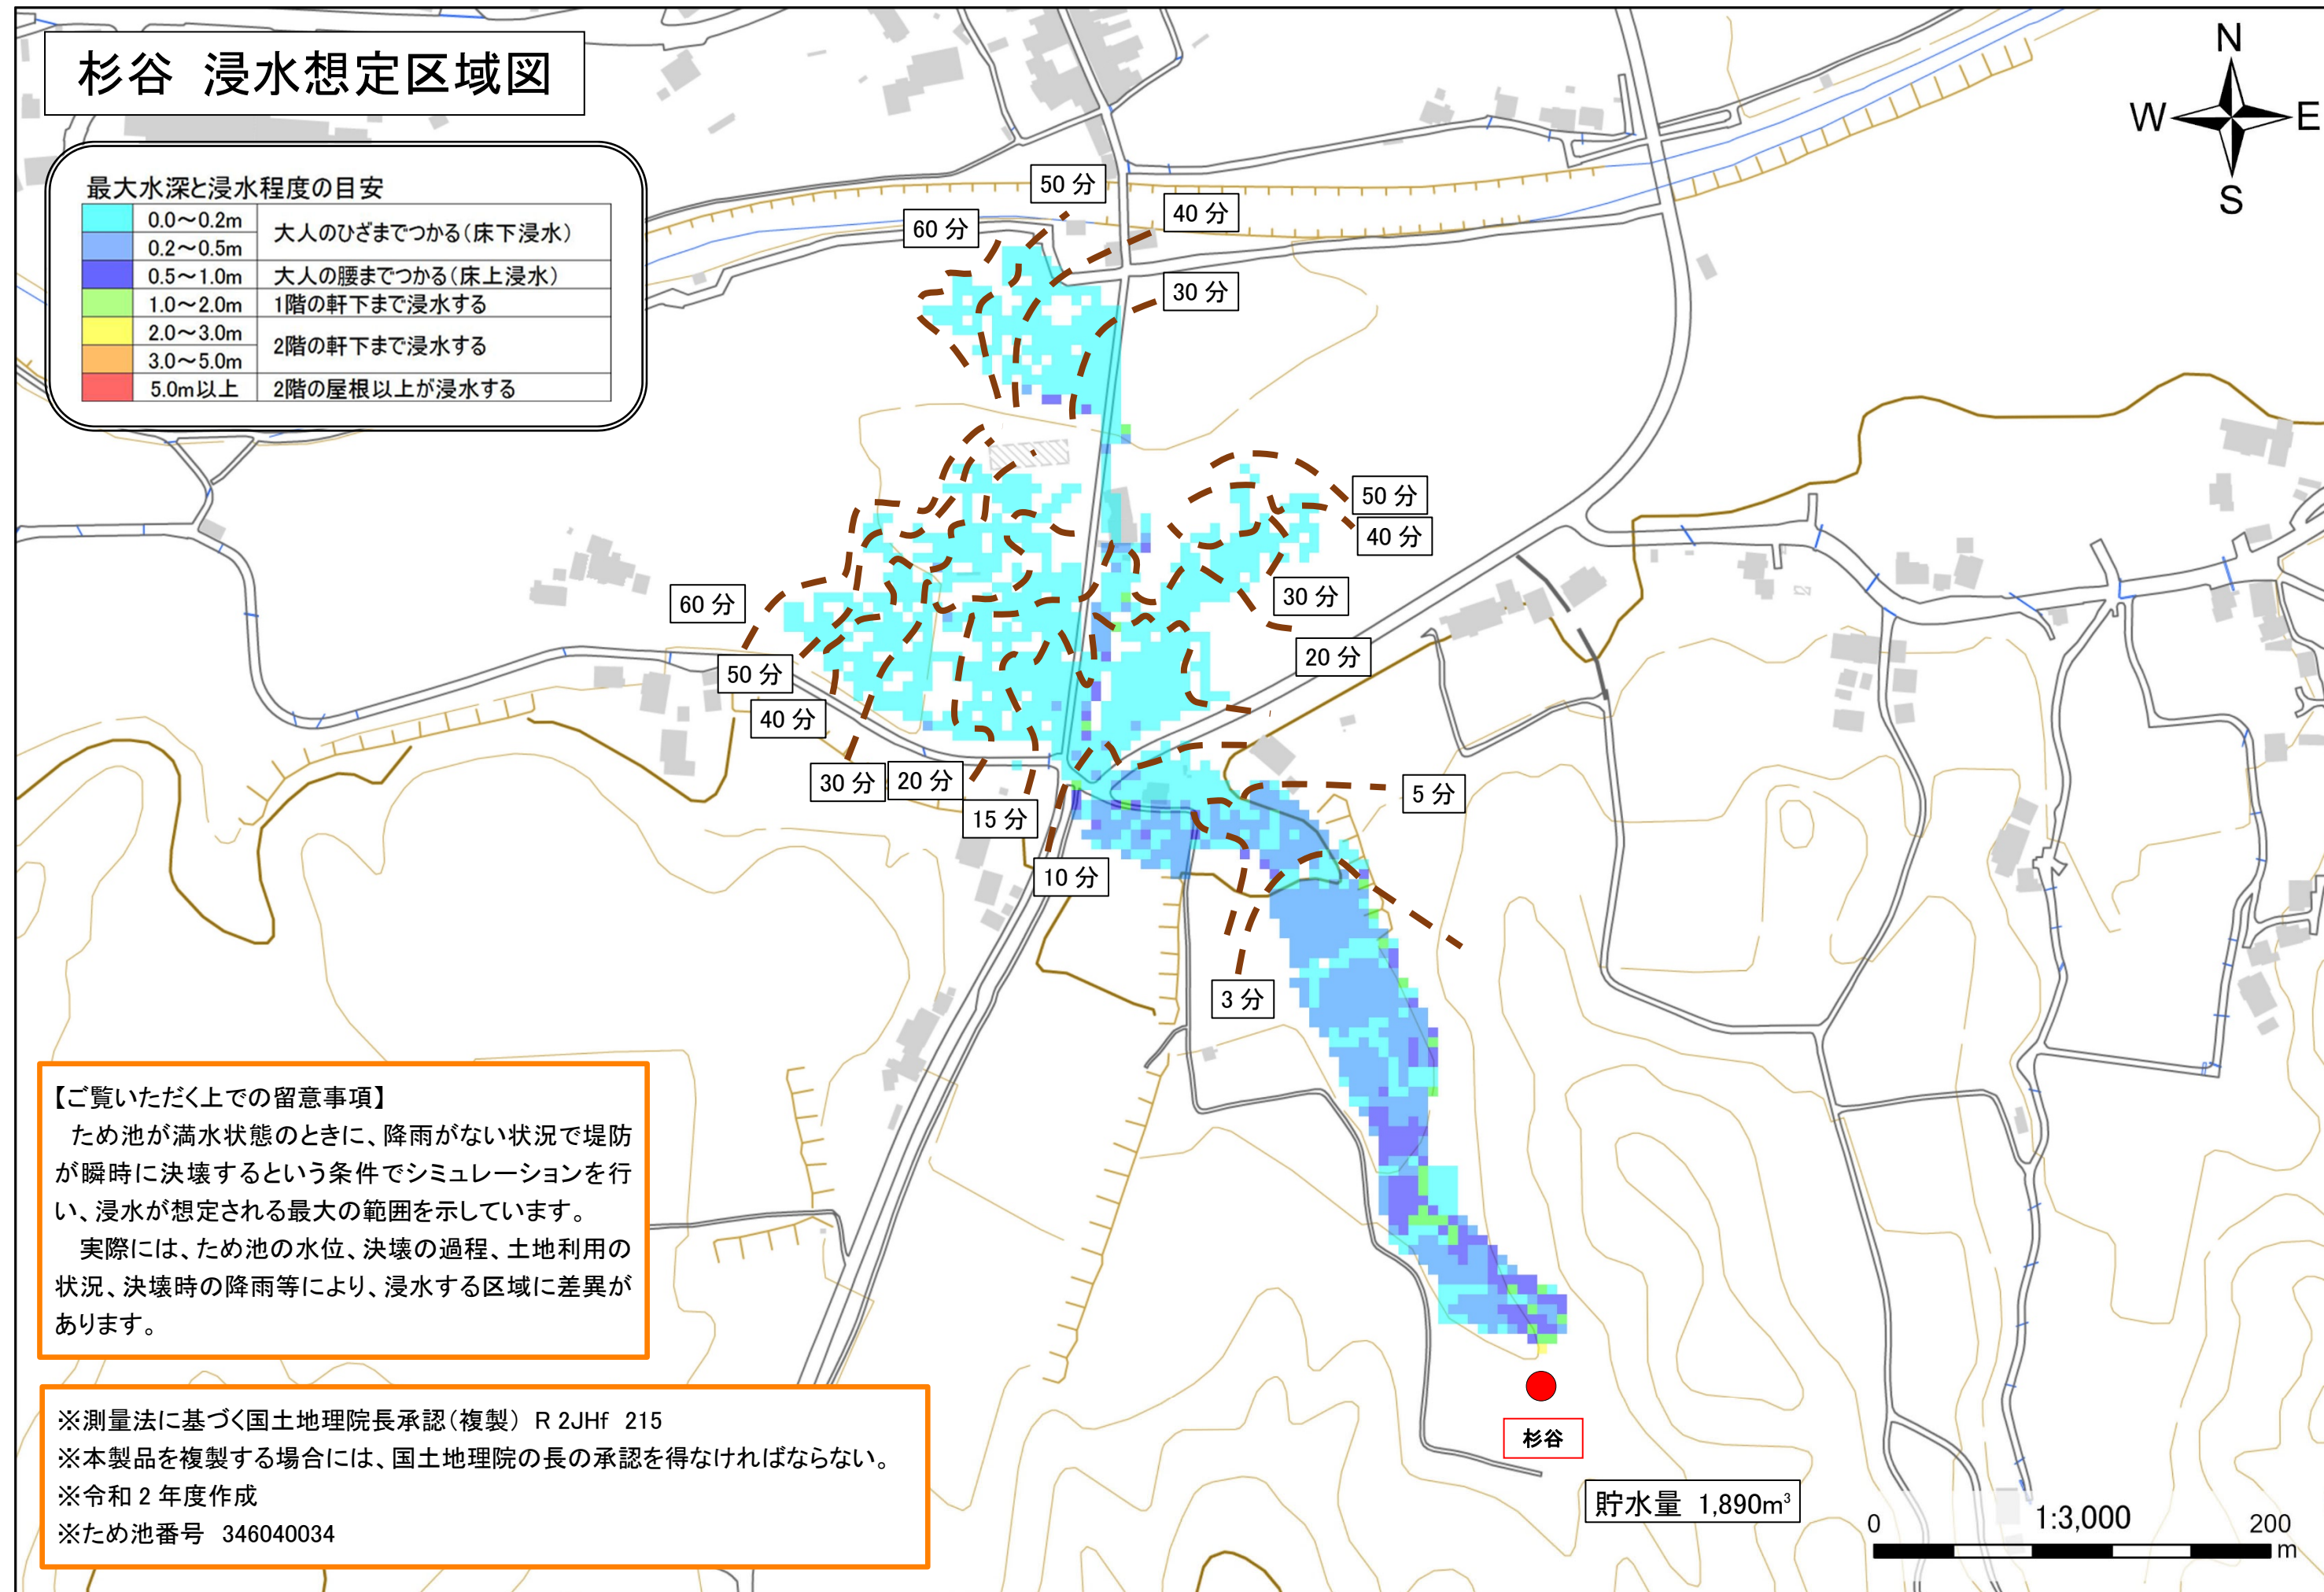 杉谷 浸水想定区域図
最大水深と浸水程度の目安
0.0～0.2m
大人のひざまでつかる（床下浸水）
0.2～0.5m
0.5～1.0m 大人の腰までつかる（床上浸水）
1.0～2.0m 1階の軒下まで浸水する
2.0～3.0m
2階の軒下まで浸水する
3.0～5.0m
5.0m以上 2階の屋根以上が浸水する
N
W E
S
50 分
40 分
60 分
30 分
50 分
40 分
60 分
30 分
20 分
50 分
40 分
30 分
20 分
5 分
15 分
10 分
3 分
【ご覧いただく上での留意事項】
ため池が満水状態のときに、降雨がない状況で堤防
が瞬時に決壊するという条件でシミュレーションを行
い、浸水が想定される最大の範囲を示しています。
実際には、ため池の水位、決壊の過程、土地利用の
状況、決壊時の降雨等により、浸水する区域に差異が
あります。
※測量法に基づく国土地理院長承認（複製） R 2JHf 215
※本製品を複製する場合には、国土地理院の長の承認を得なければならない。
※令和 2 年度作成
※ため池番号 346040034
杉谷
貯水量 1,890m³
1:3,000
0 200
m